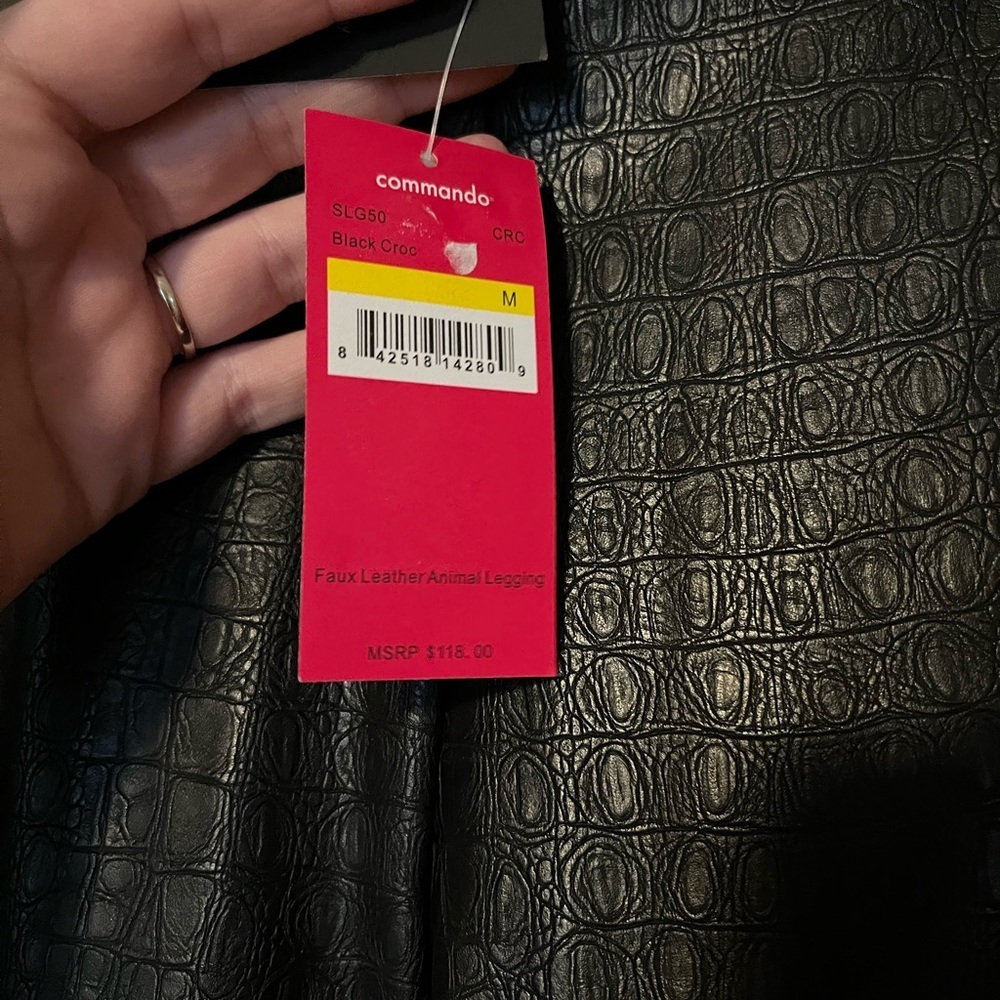 commando
SLG50
CRC
Black Croc
M
8 42518 14280 9
Faux Leather Animal Legging
MSRP $118.00